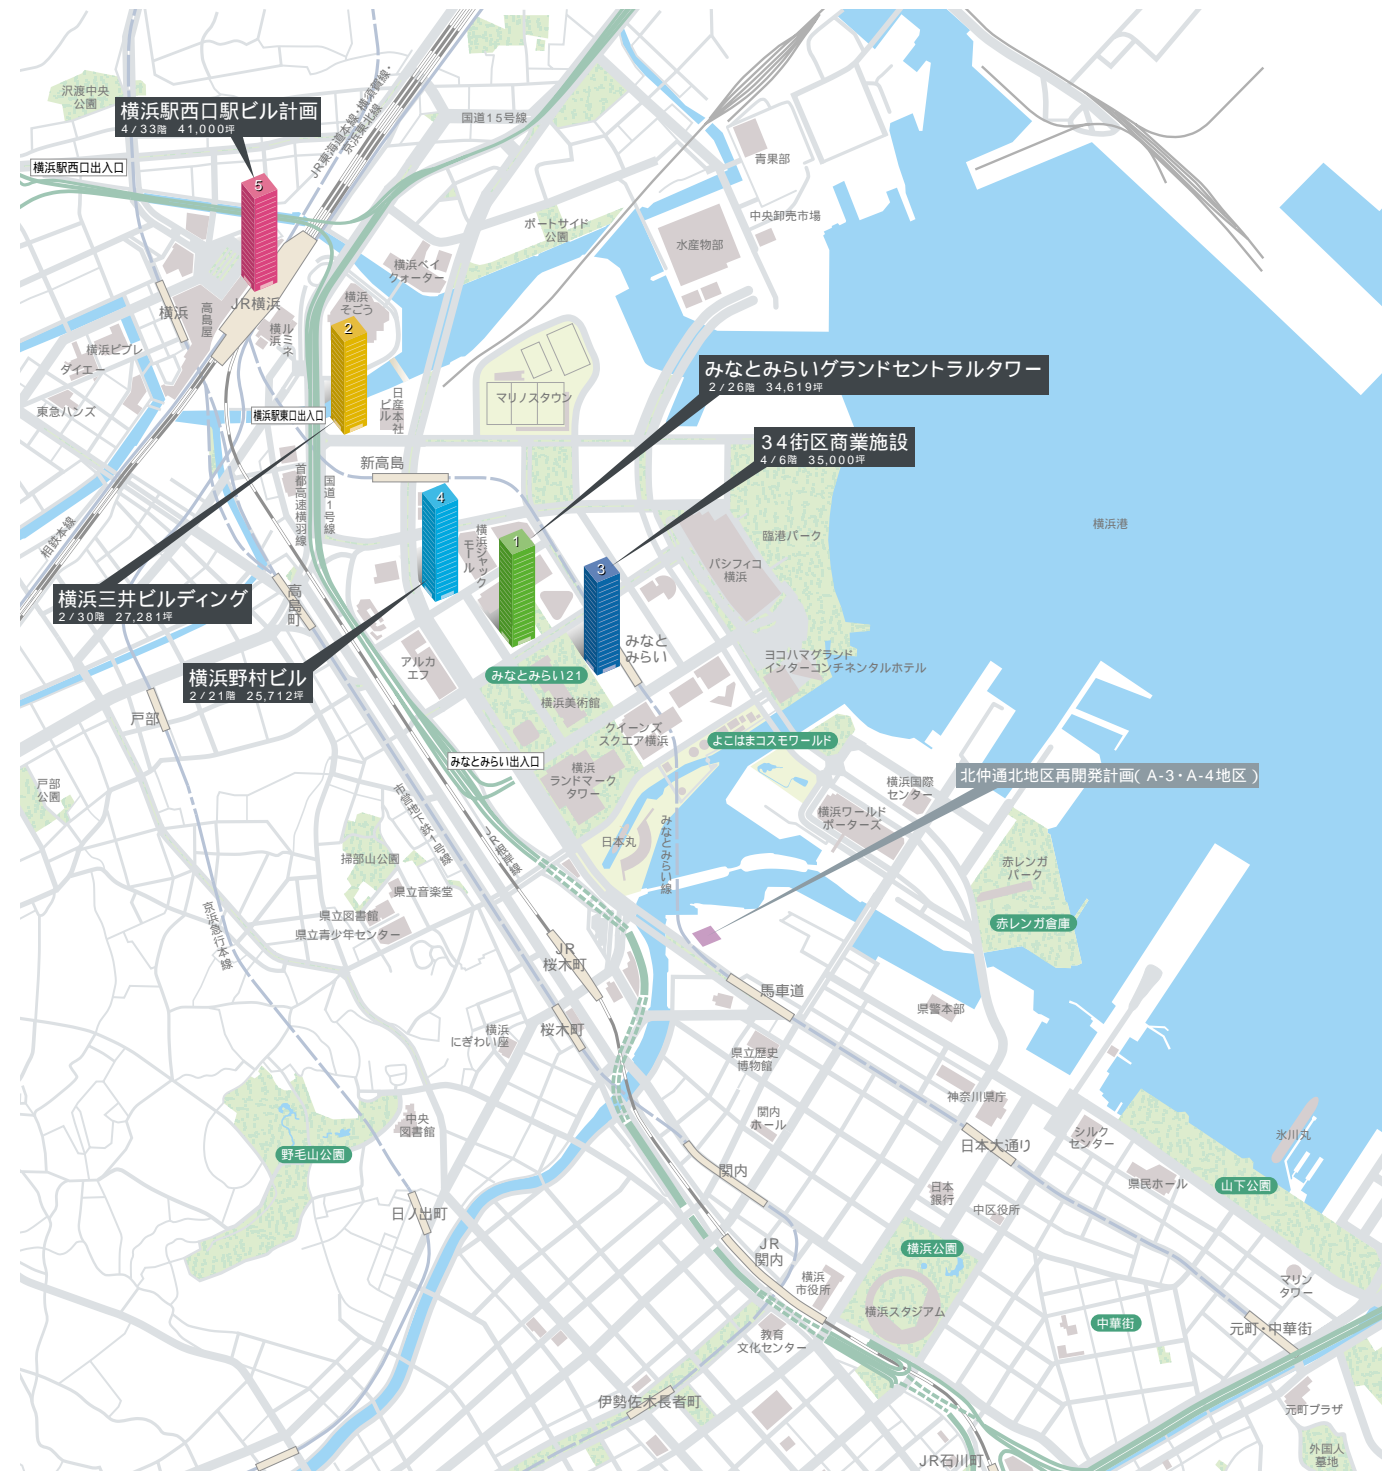 沢渡中央
公園
横浜駅西口駅ビル計画
4/33階 41,000坪
横浜駅西口出入口
JR東海道本線・横須賀線・
京浜東北線
国道15号線
青果部
中央卸売市場
水産物部
ポートサイド
公園
横浜ベイ
クォーター
5
横浜
高島屋
JR横浜
横浜
ルミネ
横浜
そごう
2
横浜ビブレ
ダイエー
東急ハンズ
横浜駅東口出入口
日産本社
ビル
マリノスタウン
みなとみらいグランドセントラルタワー
2/26階 34,619坪
34街区商業施設
4/6階 35,000坪
新高島
首都高速横羽線
国道1号線
相鉄本線
4
横浜ジャック
モール
1
3
パシフィコ
横浜
臨港パーク
横浜港
横浜三井ビルディング
2/30階 27,281坪
高島町
横浜野村ビル
2/21階 25,712坪
アルカ
エフ
みなとみらい21
みなと
みらい
ヨコハマグランド
インターコンチネンタルホテル
横浜美術館
クイーンズ
スクエア横浜
よこはまコスモワールド
戸部
戸部
公園
みなとみらい出入口
横浜
ランドマーク
タワー
北仲通北地区再開発計画( A-3・A-4地区 )
横浜国際
センター
横浜ワールド
ポーターズ
市営地下鉄1号線
JR根岸線
日本丸
みなとみらい線
赤レンガ
パーク
赤レンガ倉庫
掃部山公園
県立音楽堂
県立図書館
県立青少年センター
京浜急行本線
JR
桜木町
馬車道
県警本部
桜木町
横浜
にぎわい座
県立歴史
博物館
神奈川県庁
関内
ホール
中央
図書館
野毛山公園
日本大通り
シルク
センター
氷川丸
関内
県民ホール
山下公園
日本
銀行
中区役所
日ノ出町
JR
関内
横浜公園
横浜
市役所
横浜スタジアム
マリン
タワー
中華街
元町・中華街
教育
文化センター
伊勢佐木長者町
元町プラザ
外国人
墓地
JR石川町